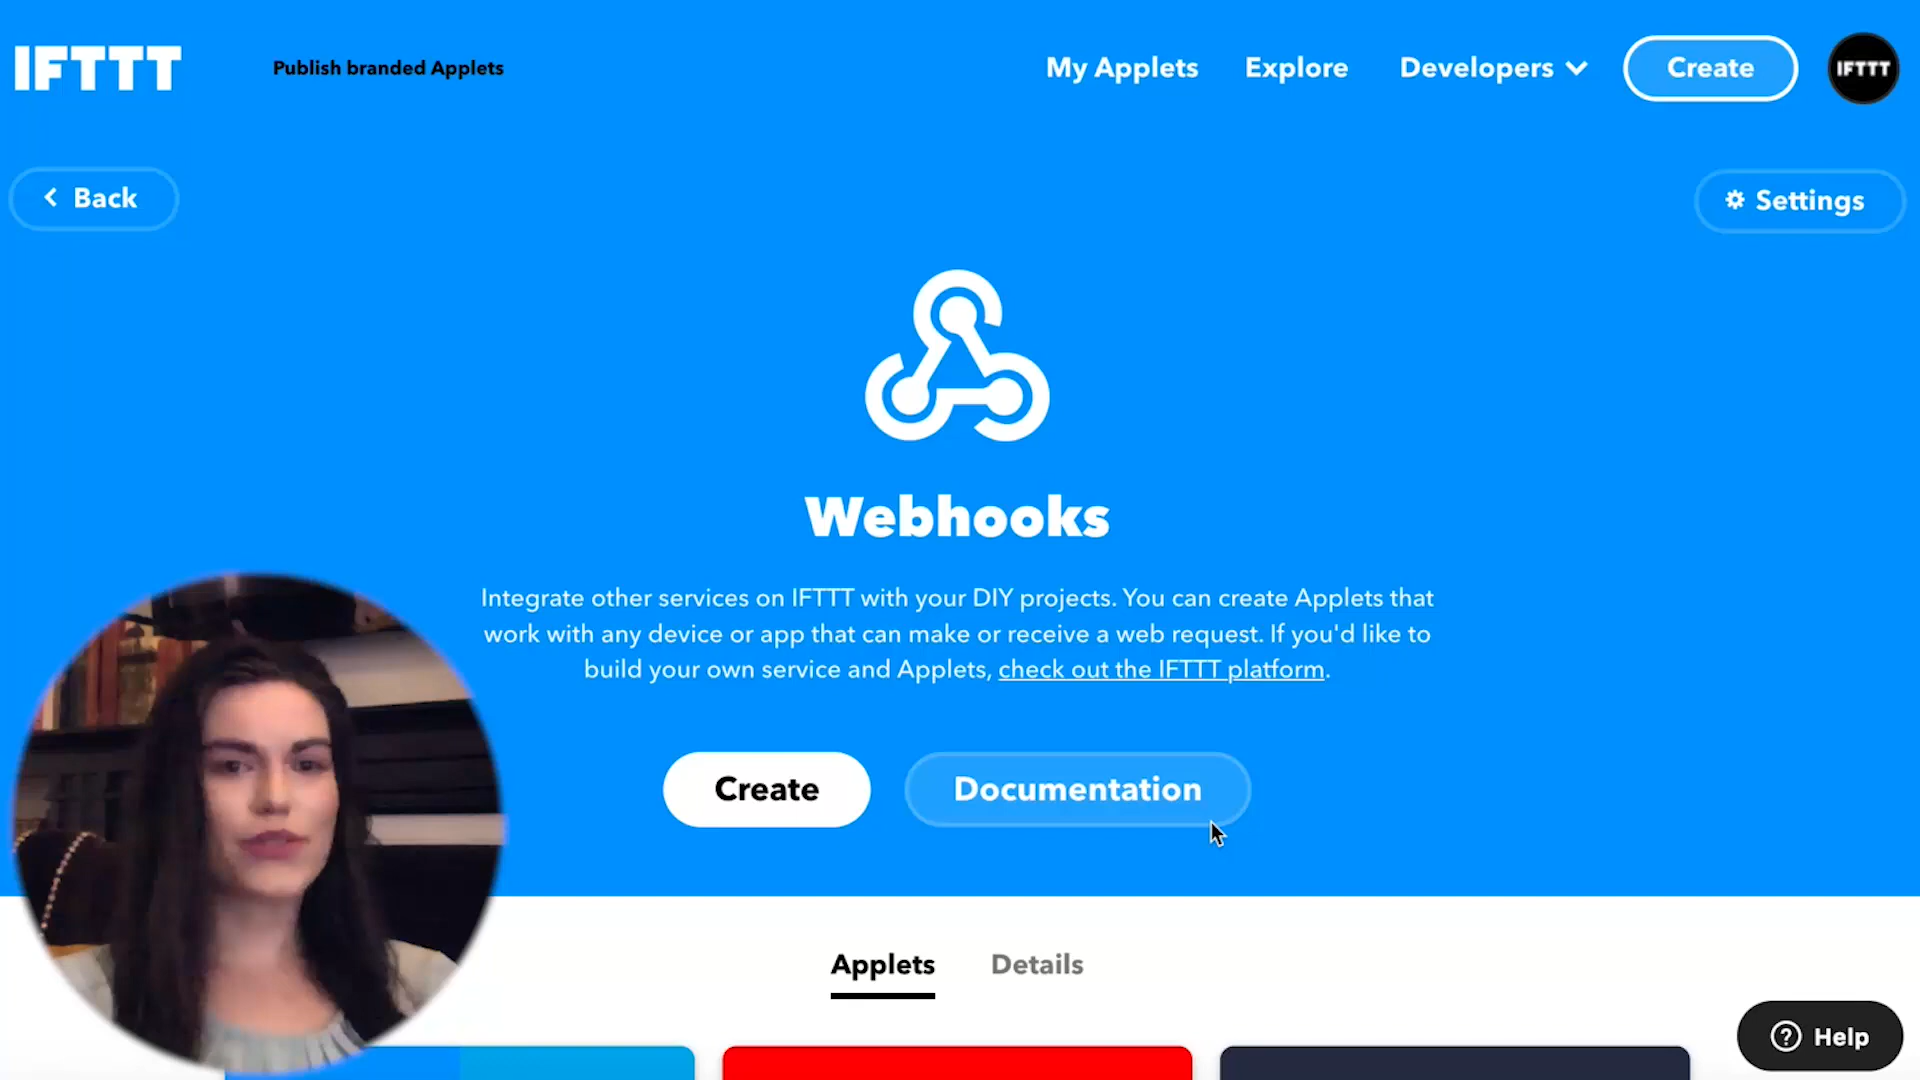 IFTTT
Publish branded Applets
My Applets
Explore
Developers
Create
IFTTT
Back
Settings
Webhooks
Integrate other services on IFTTT with your DIY projects. You can create Applets that
work with any device or app that can make or receive a web request. If you'd like to
build your own service and Applets, check out the IFTTT platform.
Create
Documentation
Applets
Details
Help